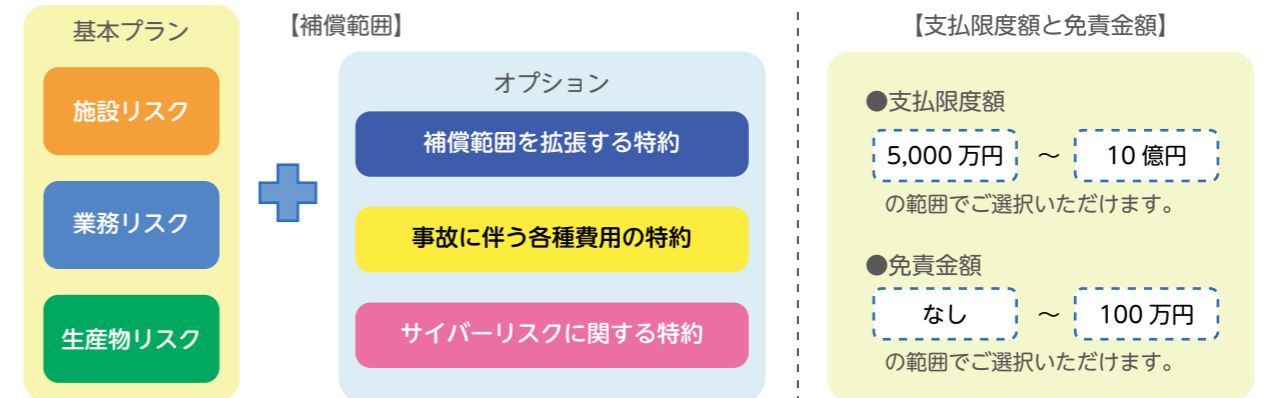 【補償範囲】
基本プラン
施設リスク
業務リスク
生産物リスク
オプション
補償範囲を拡張する特約
事故に伴う各種費用の特約
サイバーリスクに関する特約
【支払限度額と免責金額】
●支払限度額
5,000 万円 ～ 10 億円
の範囲でご選択いただけます。
●免責金額
なし ～ 100 万円
の範囲でご選択いただけます。